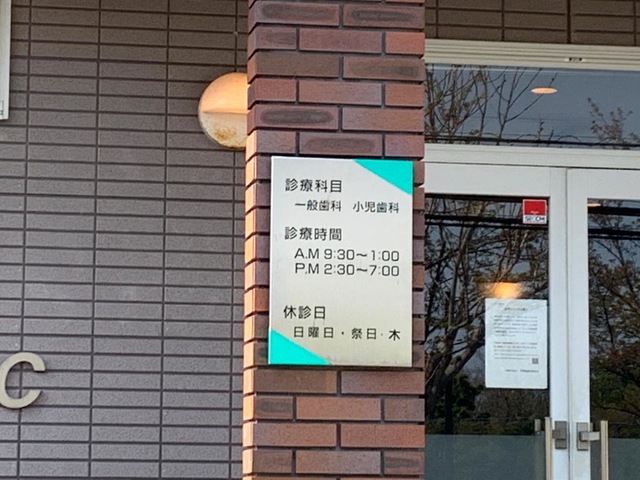 診療科目
一般歯科 小児歯科
診療時間
A.M 9:30～1:00
P.M 2:30～7:00
休診日
日曜日・祭日・木
SECOM
C